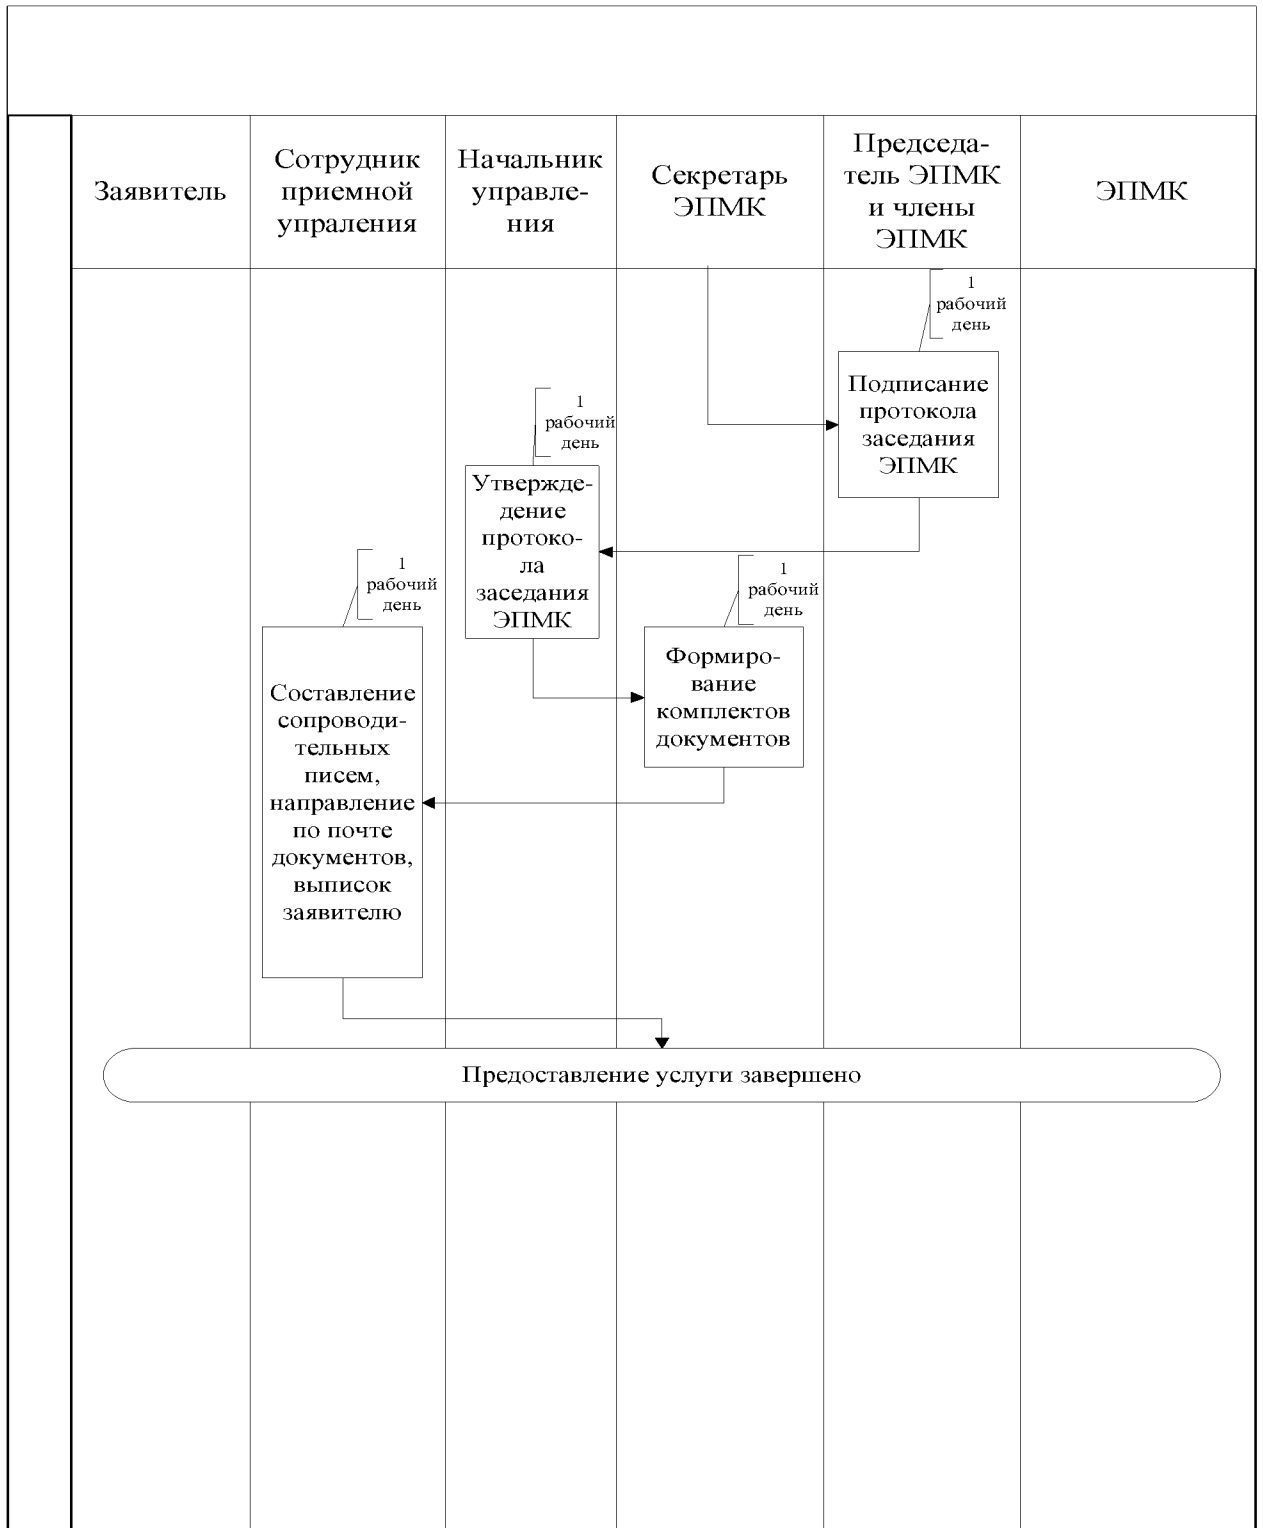 Заявитель
Сотрудник
приемной
упраления
Начальник
управле-
ния
Секретарь
ЭПМК
Председа-
тель ЭПМК
и члены
ЭПМК
ЭПМК
1
рабочий
день
Подписание
протокола
заседания
ЭПМК
1
рабочий
день
Утвержде-
дение
протоко-
ла
заседания
ЭПМК
1
рабочий
день
Формиро-
вание
комплектов
документов
1
рабочий
день
Составление
сопроводи-
тельных
писем,
направление
по почте
документов,
выписок
заявителю
Предоставление услуги завершено